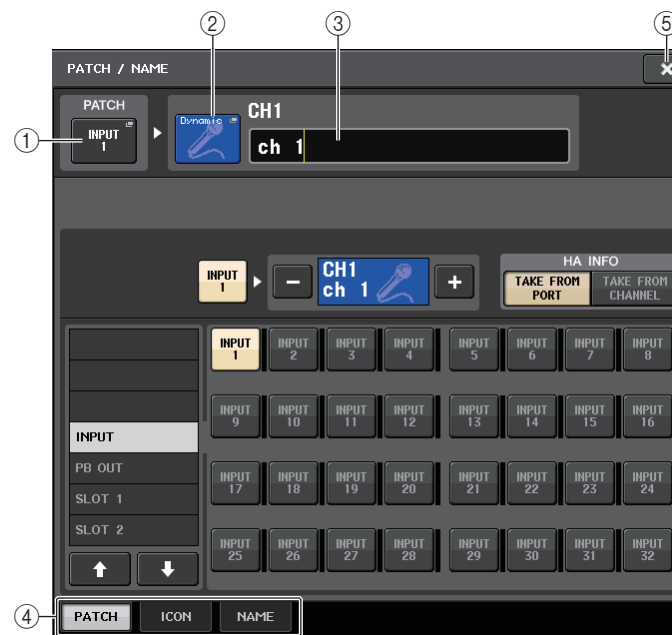 ② ③ ⑤
PATCH / NAME
PATCH
①
INPUT
1
Dynamic
CH1
ch 1
INPUT
1
CH1
ch 1
HA INFO
TAKE FROM
PORT
TAKE FROM
CHANNEL
INPUT
PB OUT
SLOT 1
SLOT 2
INPUT 1 INPUT 2 INPUT 3 INPUT 4 INPUT 5 INPUT 6 INPUT 7 INPUT 8
INPUT 9 INPUT 10 INPUT 11 INPUT 12 INPUT 13 INPUT 14 INPUT 15 INPUT 16
INPUT 17 INPUT 18 INPUT 19 INPUT 20 INPUT 21 INPUT 22 INPUT 23 INPUT 24
INPUT 25 INPUT 26 INPUT 27 INPUT 28 INPUT 29 INPUT 30 INPUT 31 INPUT 32
④
PATCH ICON NAME